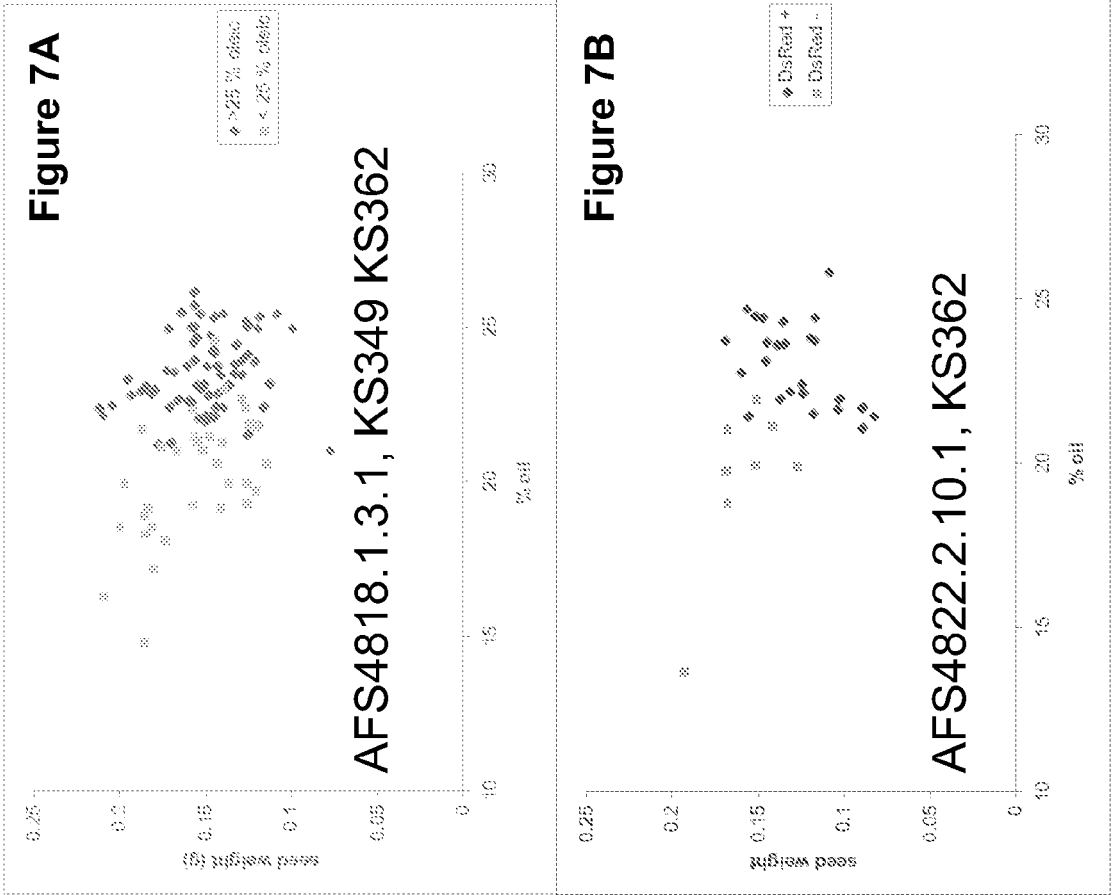 Figure 7A
>25 % oleic
< 25 % oleic
AFS4818.1.3.1, KS349 KS362
seed weight (g)
0.25
0.2
0.15
0.1
0.05
0
10
15
20
25
30
% oil
Figure 7B
DsRed +
DsRed -
AFS4822.2.10.1, KS362
seed weight
0.25
0.2
0.15
0.1
0.05
0
10
15
20
25
30
% oil